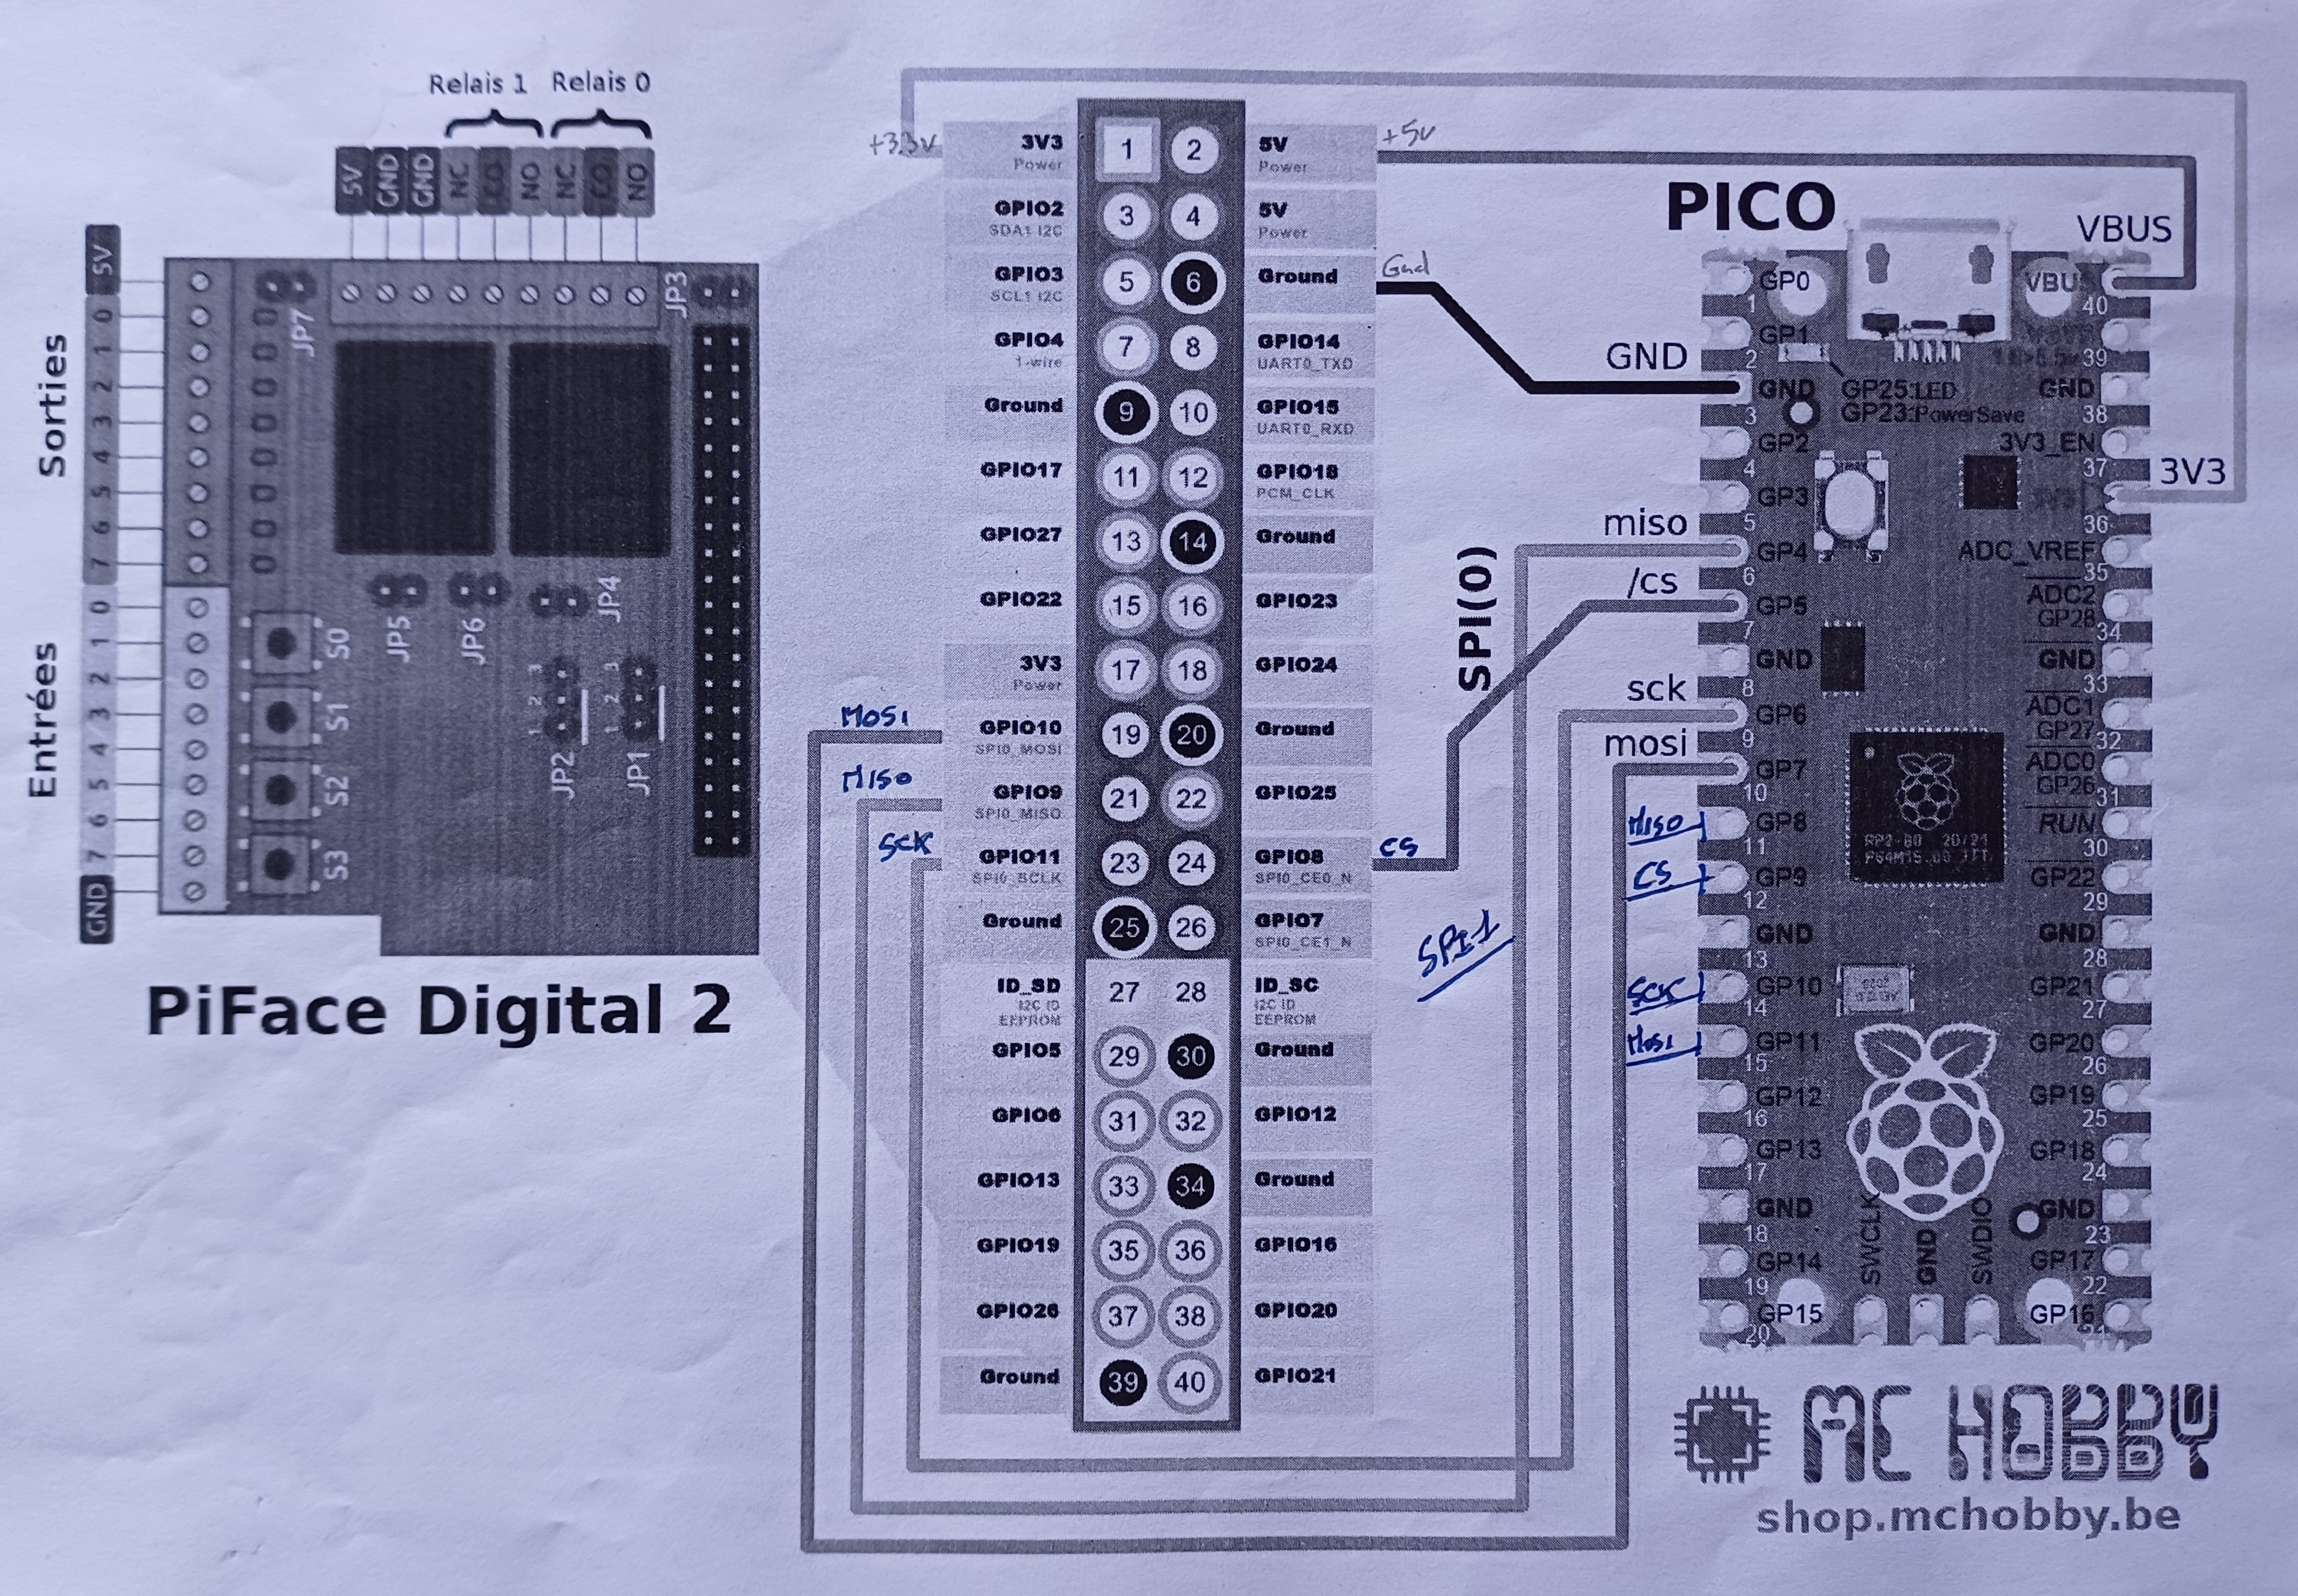 Relais 1 Relais 0
5V GND GND NC CO NO NC CO NO
Sorties
5V 0 1 2 3 4 5 6 7
Entrées
0 1 2 3 4 5 6 7 GND
JP7
JP3
JP5
JP6
JP4
S0
S1
S2
S3
1 2 3
JP2
1 2 3
JP1
PiFace Digital 2
+3.3V
3V3
Power
1 2
5V
Power
+5V
GPIO2
SDA1 I2C
3 4
5V
Power
GPIO3
SCL1 I2C
5 6
Ground
Gnd
GPIO4
1-wire
7 8
GPIO14
UART0_TXD
Ground
9 10
GPIO15
UART0_RXD
GPIO17
11 12
GPIO18
PCM_CLK
GPIO27
13 14
Ground
GPIO22
15 16
GPIO23
3V3
Power
17 18
GPIO24
MOSI
GPIO10
SPI0_MOSI
19 20
Ground
MISO
GPIO9
SPI0_MISO
21 22
GPIO25
SCK
GPIO11
SPI0_SCLK
23 24
GPIO8
SPI0_CE0_N
CS
Ground
25 26
GPIO7
SPI0_CE1_N
ID_SD
I2C ID
EEPROM
27 28
ID_SC
I2C ID
EEPROM
GPIO5
29 30
Ground
GPIO6
31 32
GPIO12
GPIO13
33 34
Ground
GPIO19
35 36
GPIO16
GPIO26
37 38
GPIO20
Ground
39 40
GPIO21
SPI(0)
SPI-1
PICO
VBUS
GND
3V3
miso
/cs
sck
mosi
MISO
CS
SCK
MOSI
GP0
1
GP1
2
GND
3
GP2
4
GP3
5
GP4
6
GP5
7
GND
8
GP6
9
GP7
10
GP8
11
GP9
12
GND
13
GP10
14
GP11
15
GP12
16
GP13
17
GND
18
GP14
19
GP15
20
GP25:LED
GP23:PowerSave
VBUS
40
39
GND
38
3V3_EN
37
36
ADC_VREF
35
ADC2
GP28
34
GND
33
ADC1
GP27
32
ADC0
GP26
31
RUN
30
GP22
29
GND
28
GP21
27
GP20
26
GP19
25
GP18
24
GND
23
GP17
22
GP16
21
RP2-B0 20/21
SWCLK
GND
SWDIO
MC HOBBY
shop.mchobby.be